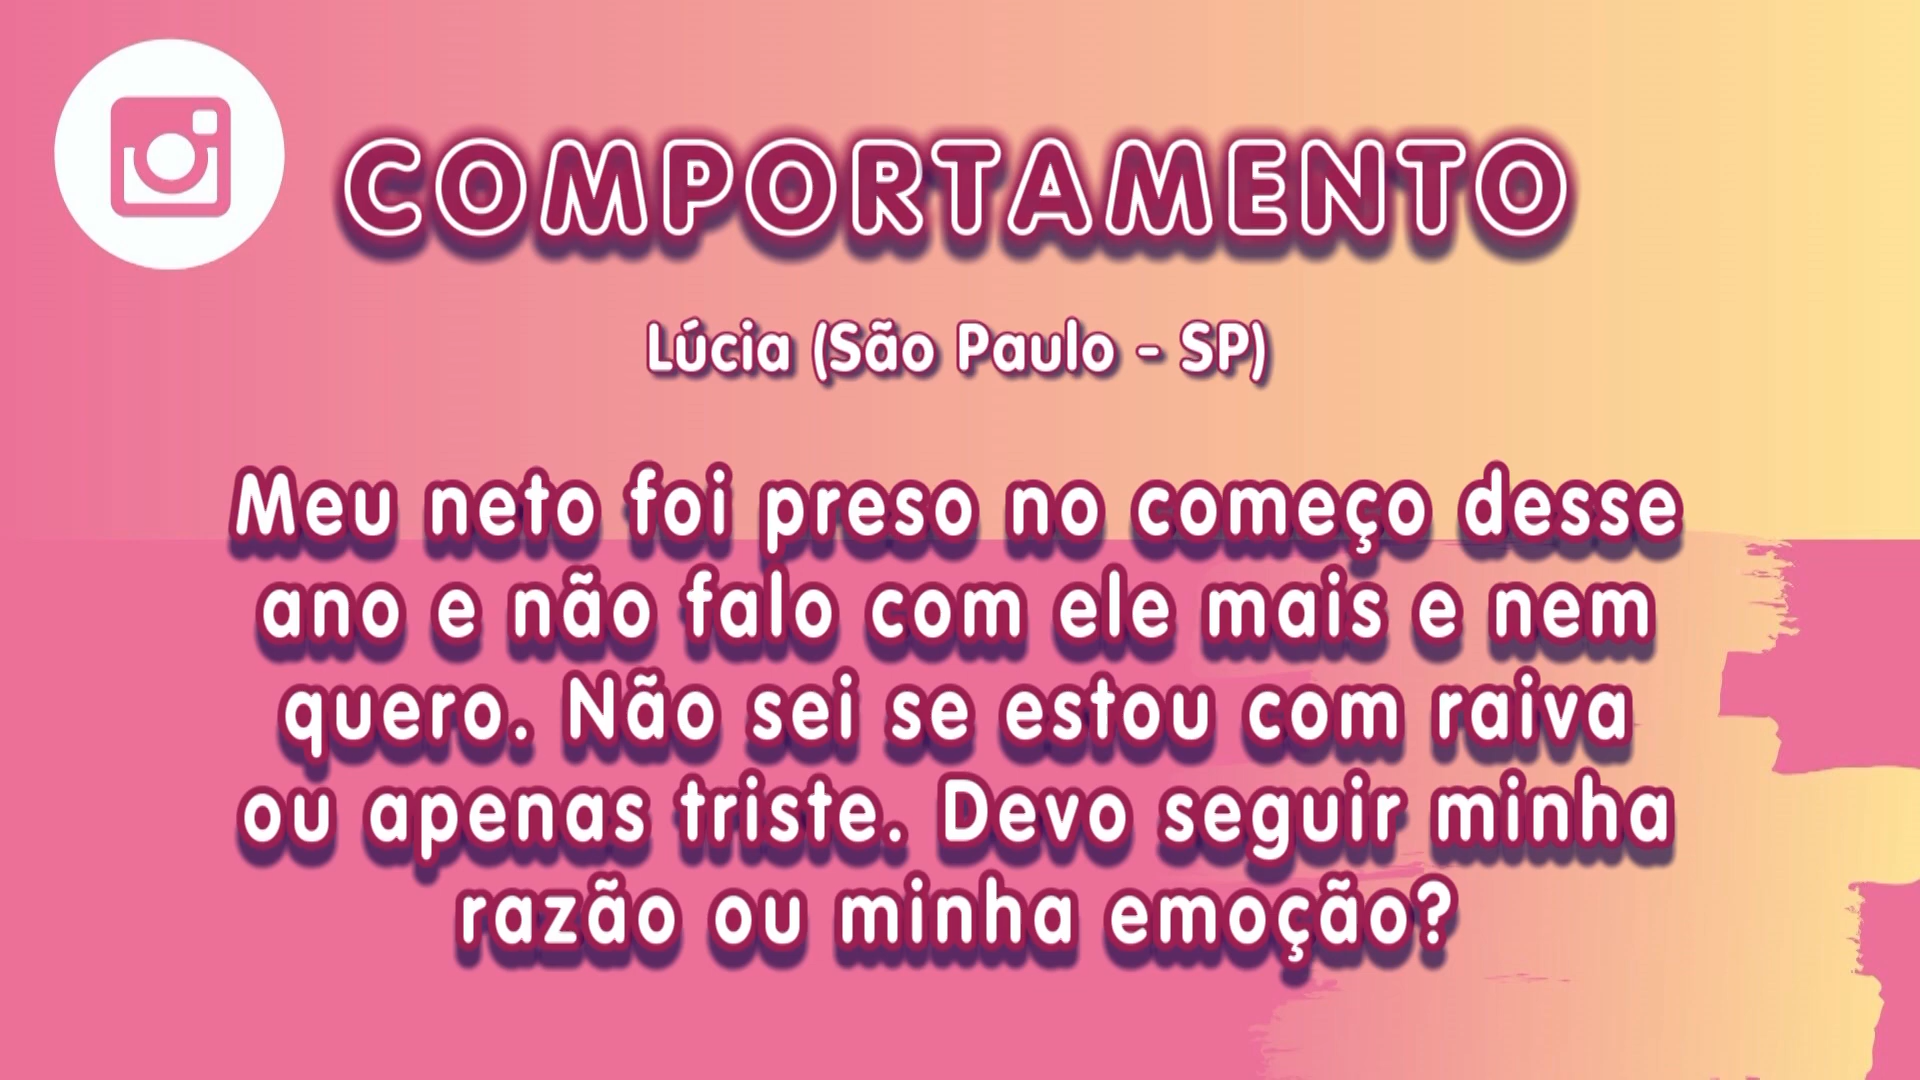 COMPORTAMENTO
Lúcia (São Paulo - SP)
Meu neto foi preso no começo desse
ano e não falo com ele mais e nem
quero. Não sei se estou com raiva
ou apenas triste. Devo seguir minha
razão ou minha emoção?